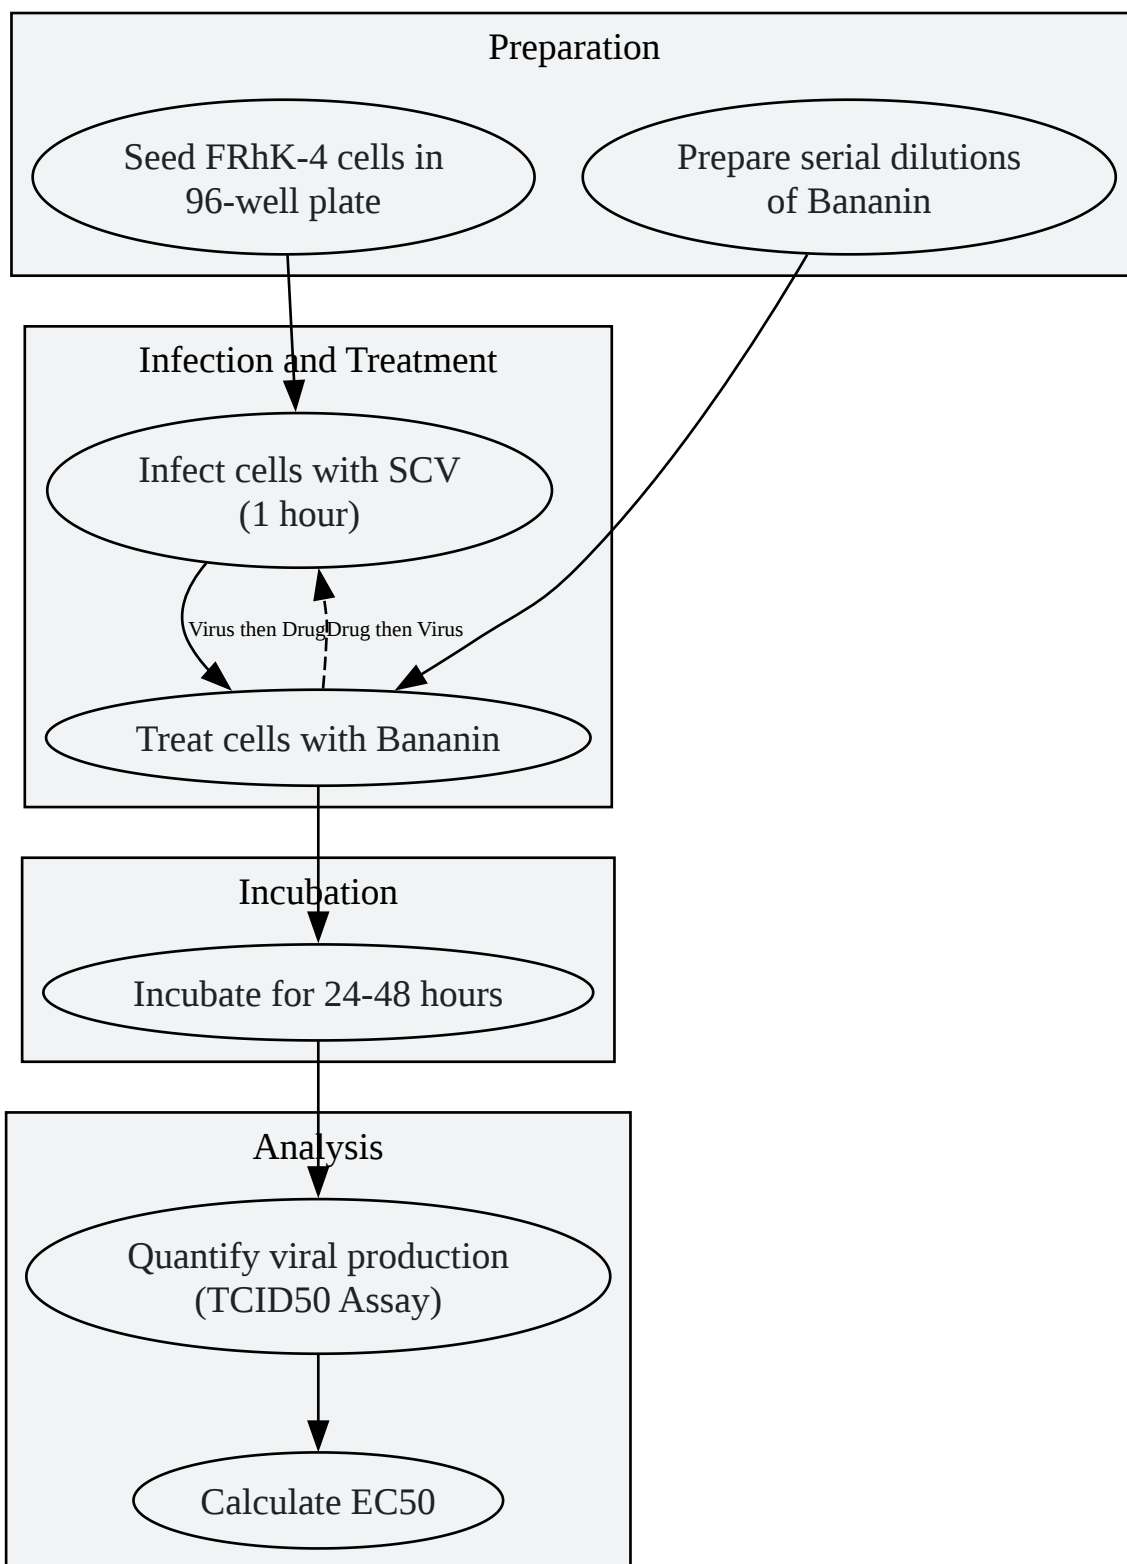 Preparation
Seed FRhK-4 cells in
96-well plate
Prepare serial dilutions
of Bananin
Infection and Treatment
Infect cells with SCV
(1 hour)
Virus then Drug
Drug then Virus
Treat cells with Bananin
Incubation
Incubate for 24-48 hours
Analysis
Quantify viral production
(TCID50 Assay)
Calculate EC50